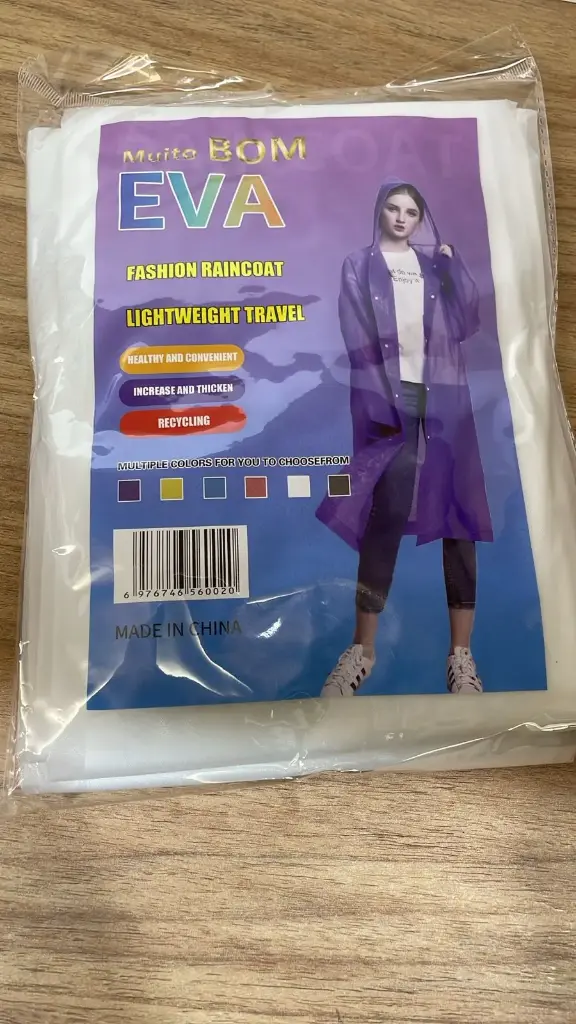 Muito BOM
EVA
FASHION RAINCOAT
LIGHTWEIGHT TRAVEL
HEALTHY AND CONVENIENT
INCREASE AND THICKEN
RECYCLING
MULTIPLE COLORS FOR YOU TO CHOOSEFROM
6 976746 560020
MADE IN CHINA